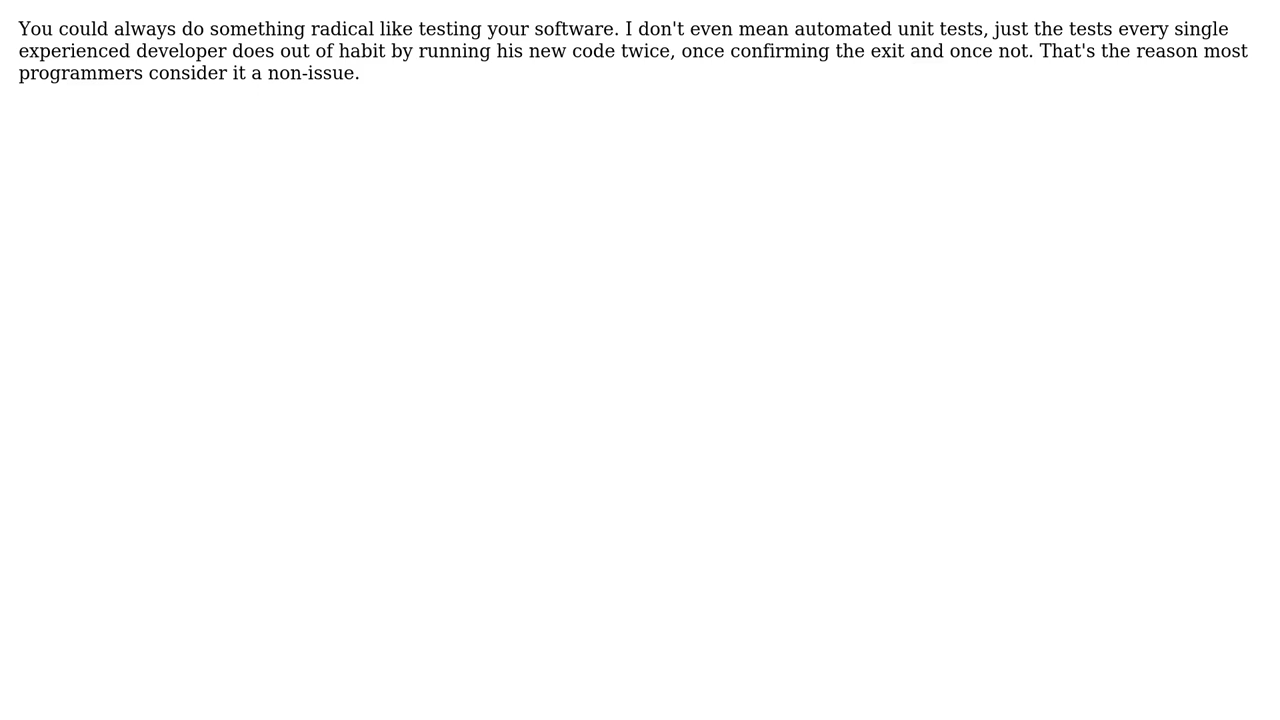 You could always do something radical like testing your software. I don't even mean automated unit tests, just the tests every single
experienced developer does out of habit by running his new code twice, once confirming the exit and once not. That's the reason most
programmers consider it a non-issue.